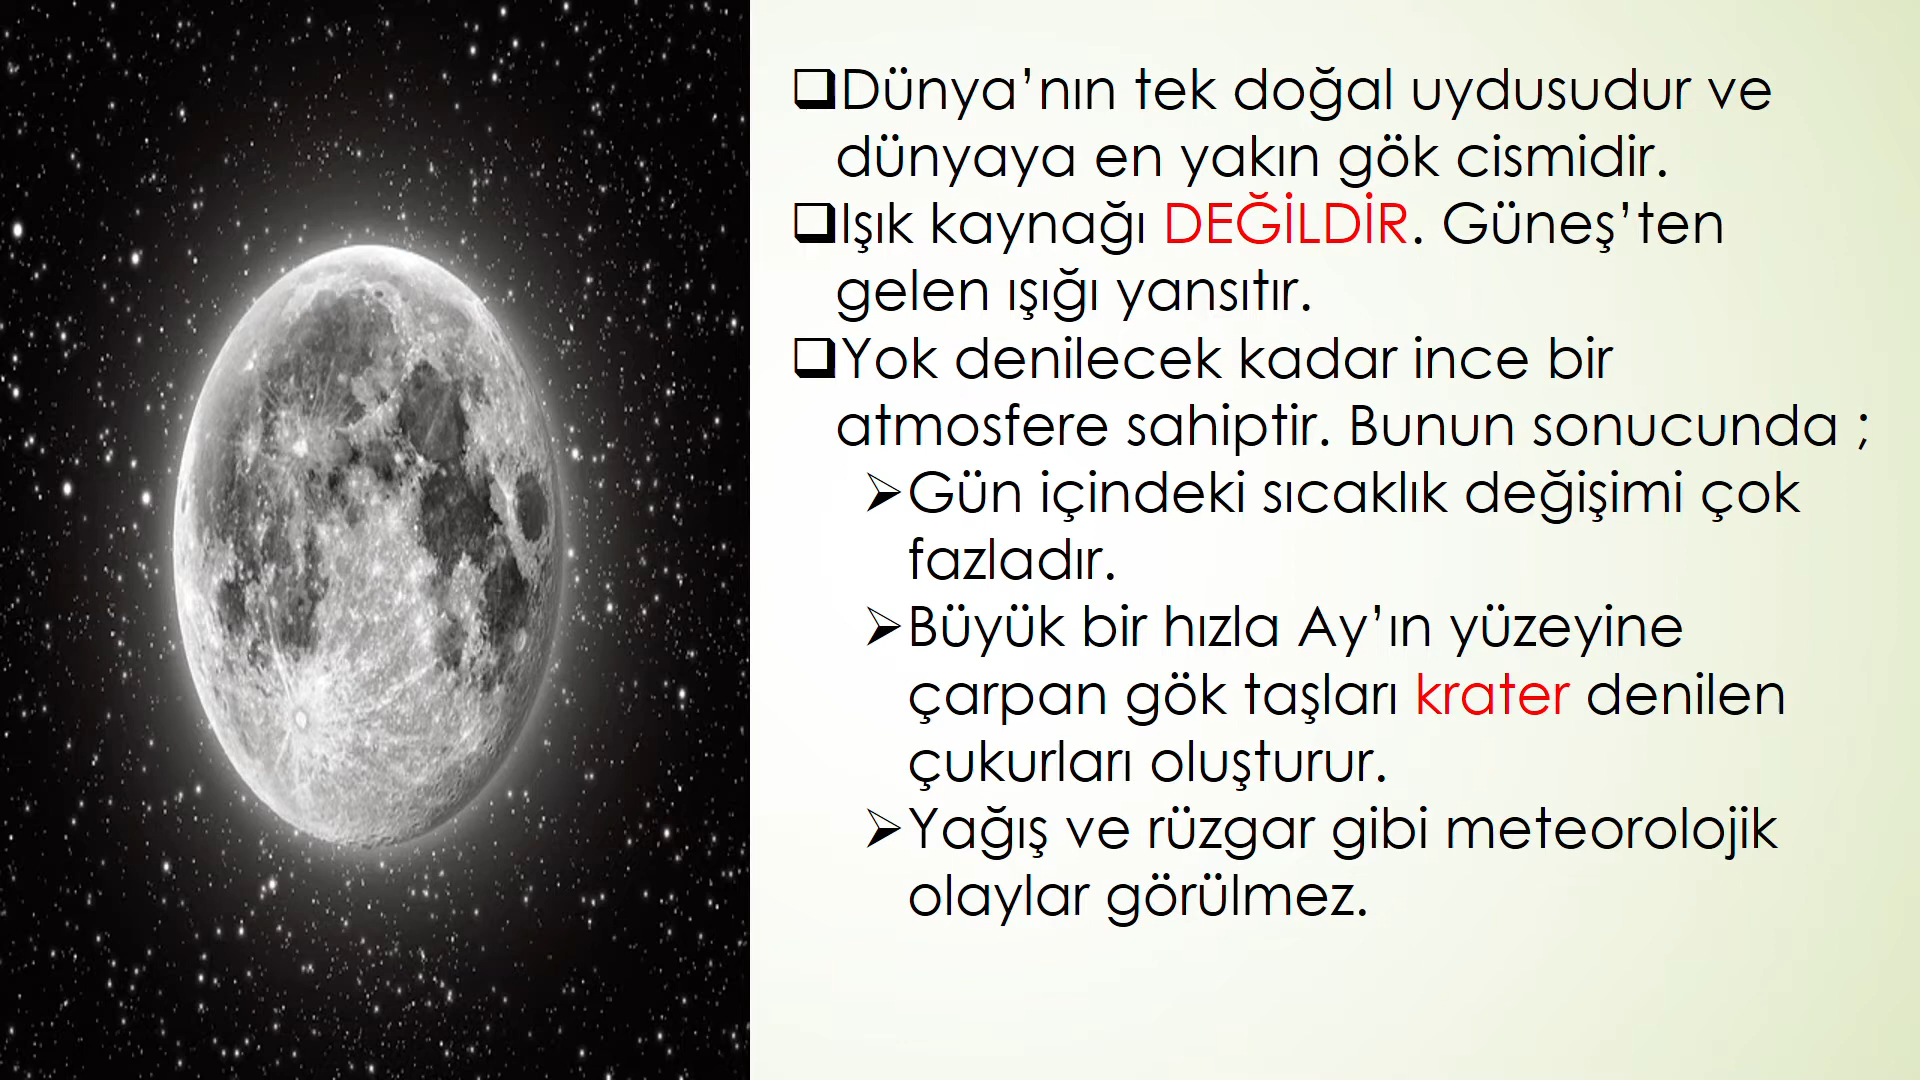 ❑Dünya’nın tek doğal uydusudur ve
dünyaya en yakın gök cismidir.
❑Işık kaynağı DEĞİLDİR. Güneş’ten
gelen ışığı yansıtır.
❑Yok denilecek kadar ince bir
atmosfere sahiptir. Bunun sonucunda ;
➢Gün içindeki sıcaklık değişimi çok
fazladır.
➢Büyük bir hızla Ay’ın yüzeyine
çarpan gök taşları krater denilen
çukurları oluşturur.
➢Yağış ve rüzgar gibi meteorolojik
olaylar görülmez.